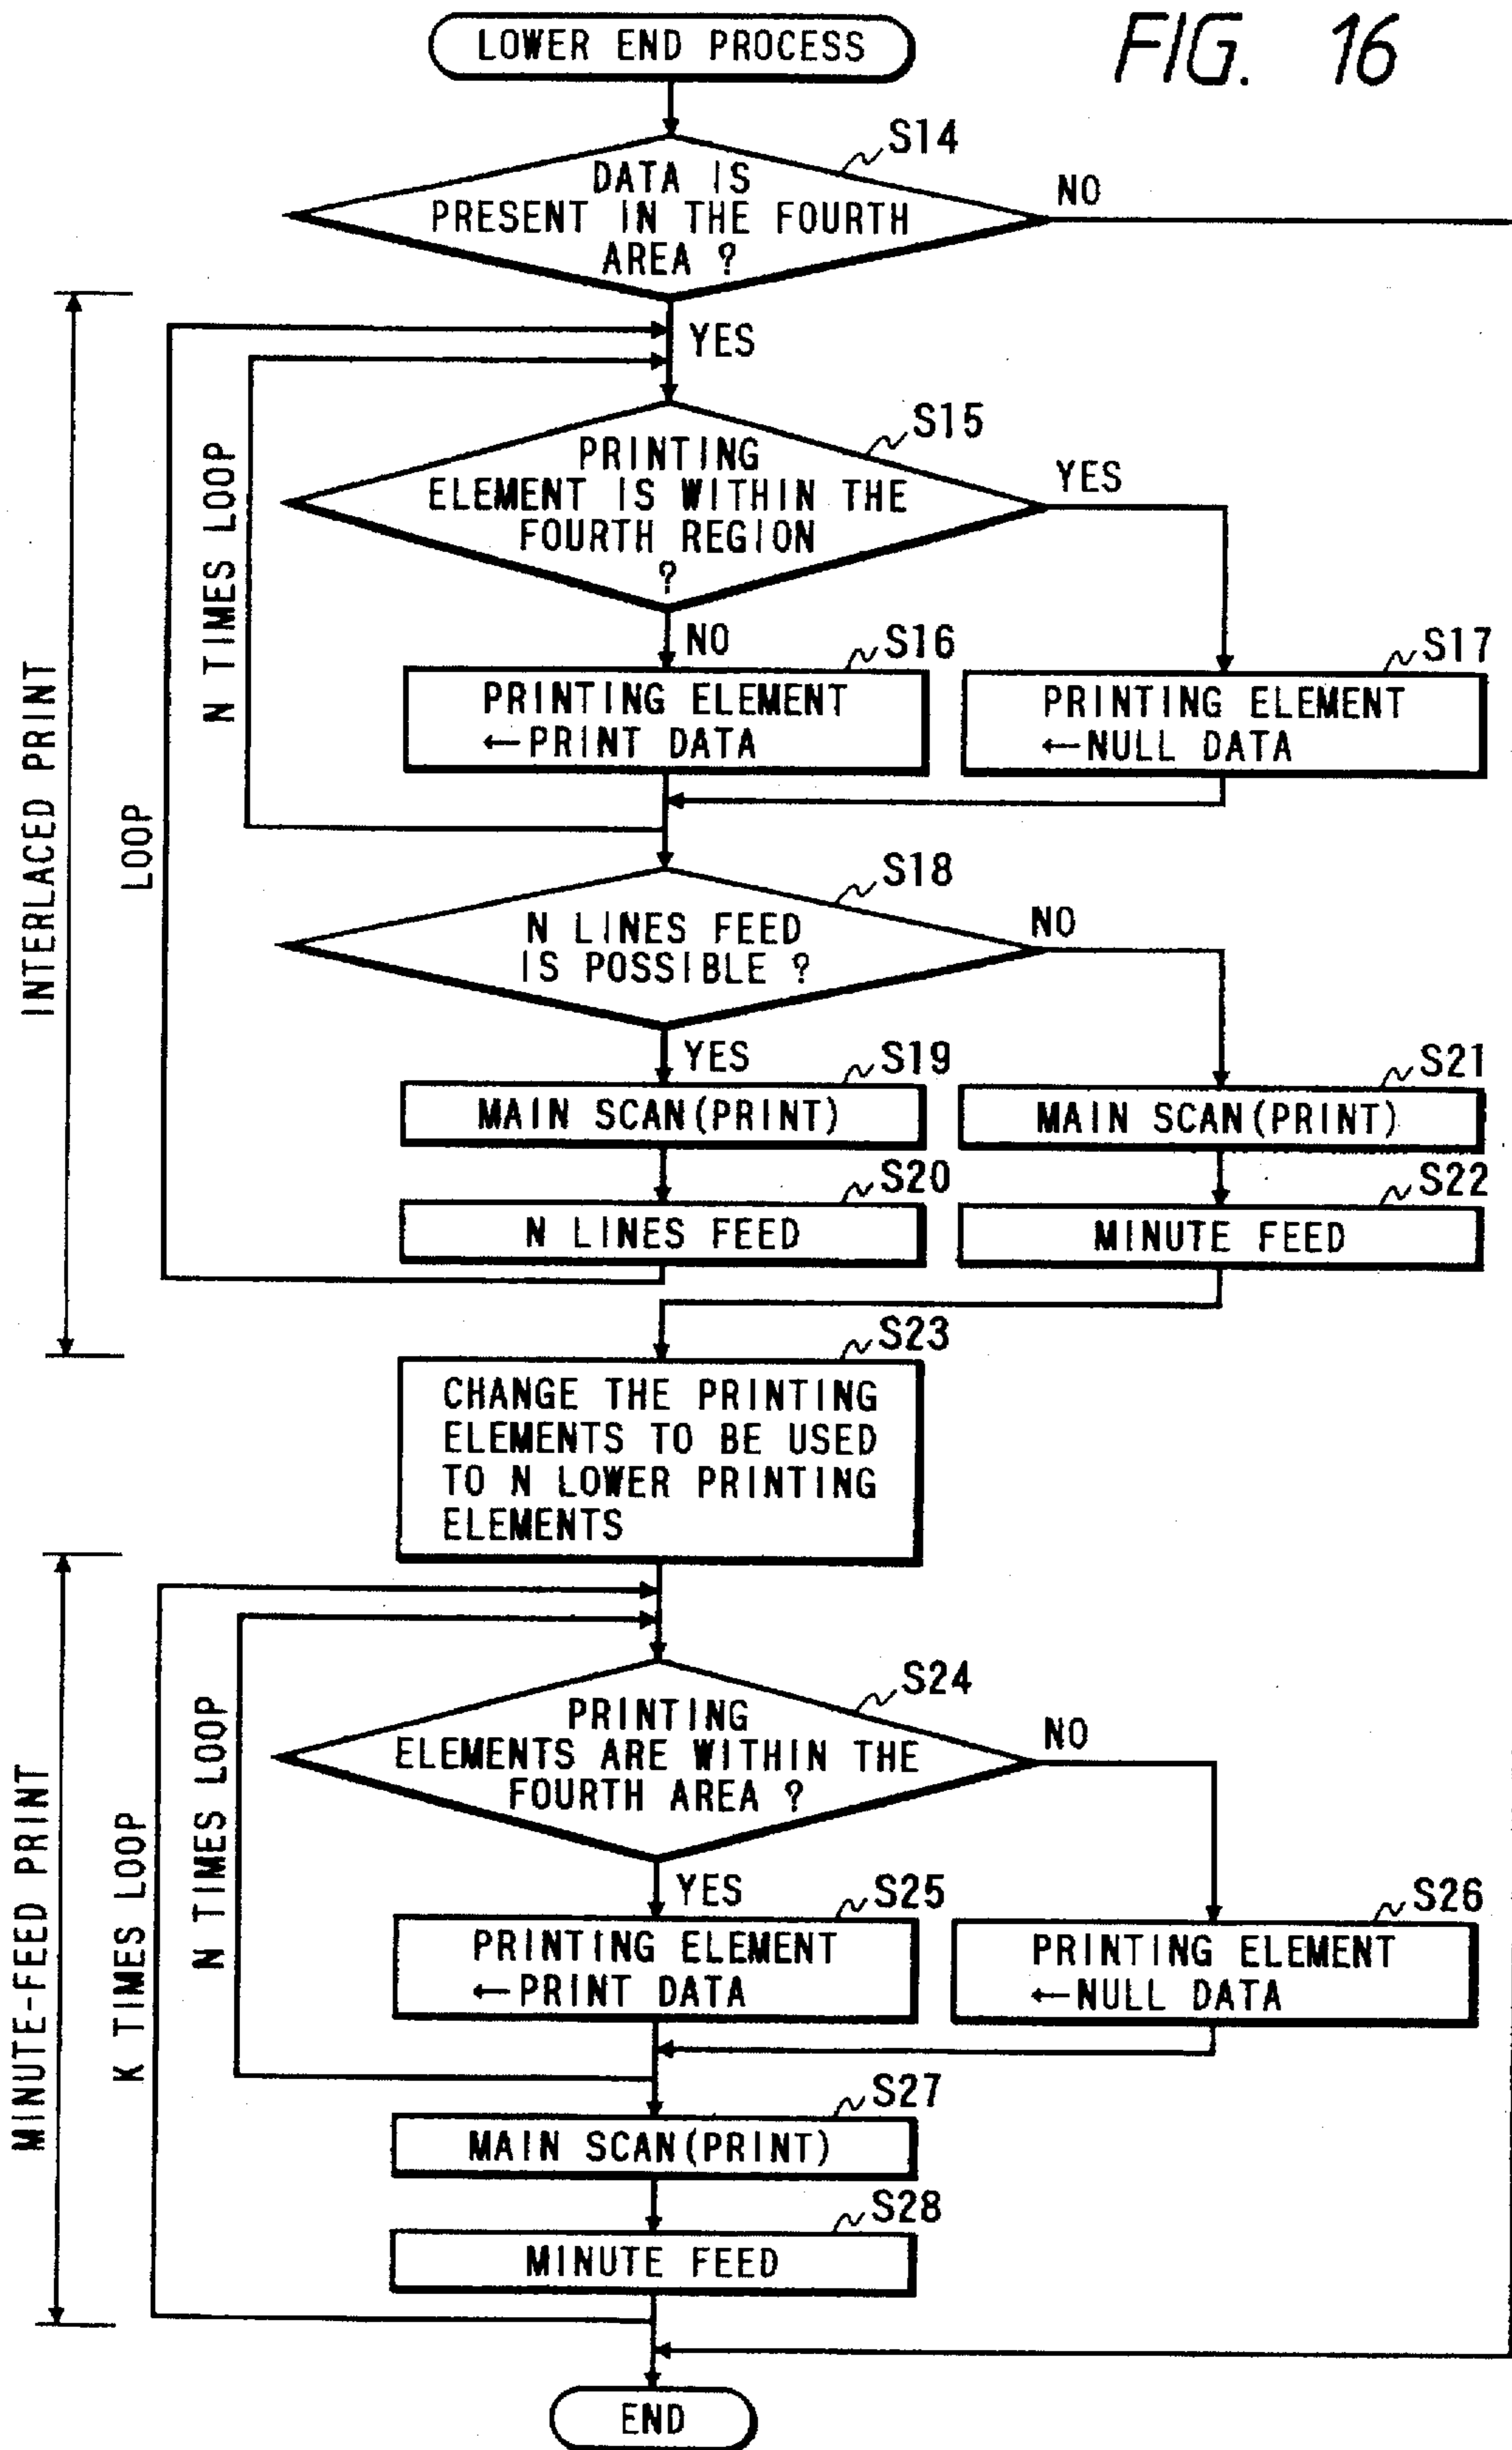 FIG. 16
LOWER END PROCESS
S14
DATA IS
PRESENT IN THE FOURTH
AREA ?
NO
YES
S15
PRINTING
ELEMENT IS WITHIN THE
FOURTH REGION
?
YES
NO
S16
PRINTING ELEMENT
←PRINT DATA
S17
PRINTING ELEMENT
←NULL DATA
N TIMES LOOP
LOOP
INTERLACED PRINT
S18
N LINES FEED
IS POSSIBLE ?
NO
YES
S19
MAIN SCAN(PRINT)
S21
MAIN SCAN(PRINT)
S20
N LINES FEED
S22
MINUTE FEED
S23
CHANGE THE PRINTING
ELEMENTS TO BE USED
TO N LOWER PRINTING
ELEMENTS
S24
PRINTING
ELEMENTS ARE WITHIN THE
FOURTH AREA ?
NO
YES
S25
PRINTING ELEMENT
←PRINT DATA
S26
PRINTING ELEMENT
←NULL DATA
N TIMES LOOP
K TIMES LOOP
MINUTE-FEED PRINT
S27
MAIN SCAN(PRINT)
S28
MINUTE FEED
END